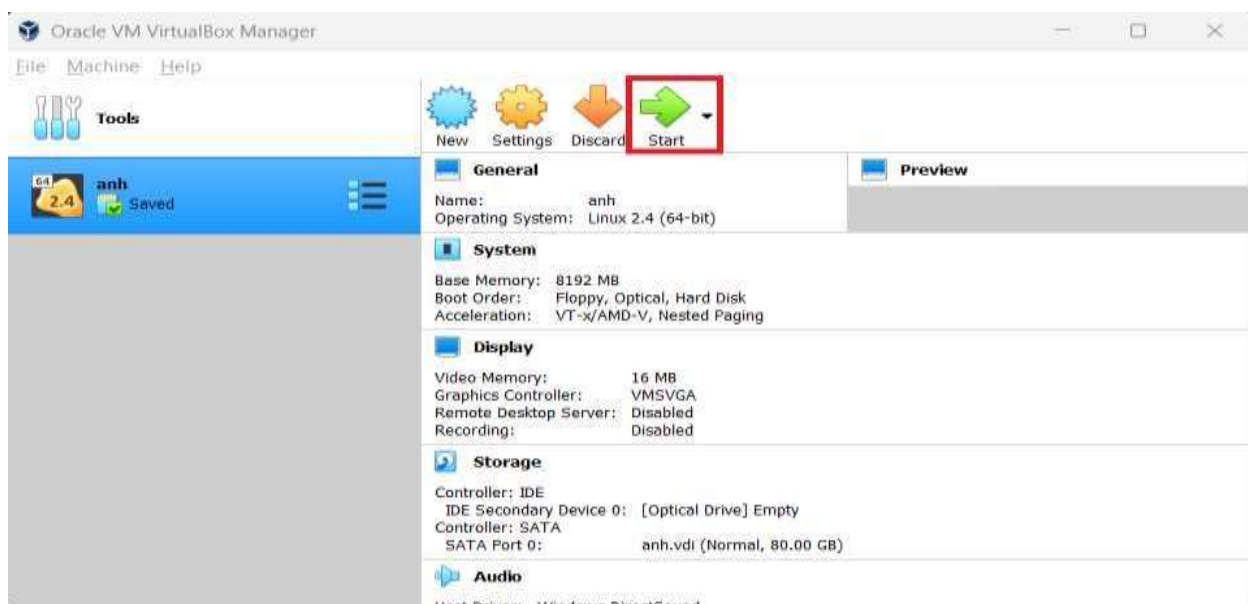 Oracle VM VirtualBox Manager
File Machine Help
Tools
New Settings Discard Start
64
2.4
anh
Saved
General
Name: anh
Operating System: Linux 2.4 (64-bit)
Preview
System
Base Memory: 8192 MB
Boot Order: Floppy, Optical, Hard Disk
Acceleration: VT-x/AMD-V, Nested Paging
Display
Video Memory: 16 MB
Graphics Controller: VMSVGA
Remote Desktop Server: Disabled
Recording: Disabled
Storage
Controller: IDE
IDE Secondary Device 0: [Optical Drive] Empty
Controller: SATA
SATA Port 0: anh.vdi (Normal, 80.00 GB)
Audio